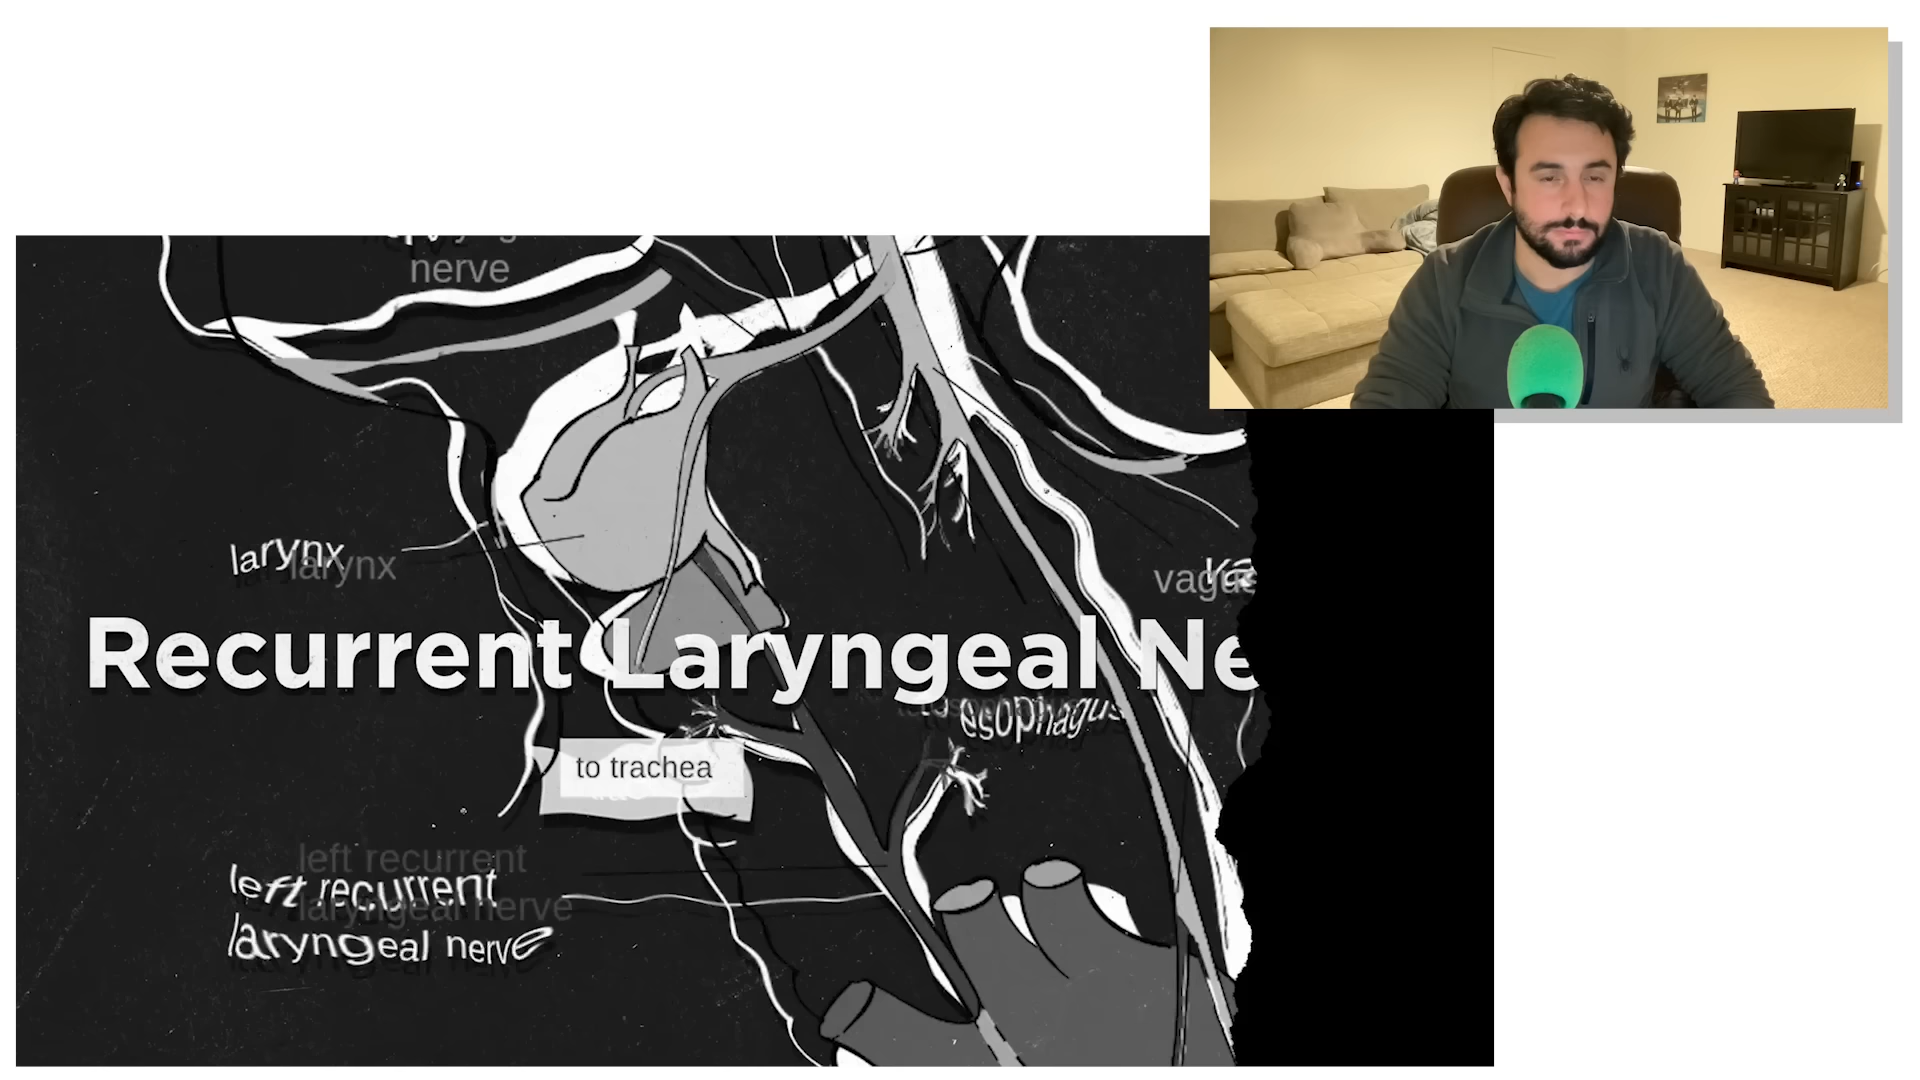 nerve
larynx
larynx
vagus
Recurrent Laryngeal Ne
esophagus
to trachea
left recurrent
left recurrent
laryngeal nerve
laryngeal nerve